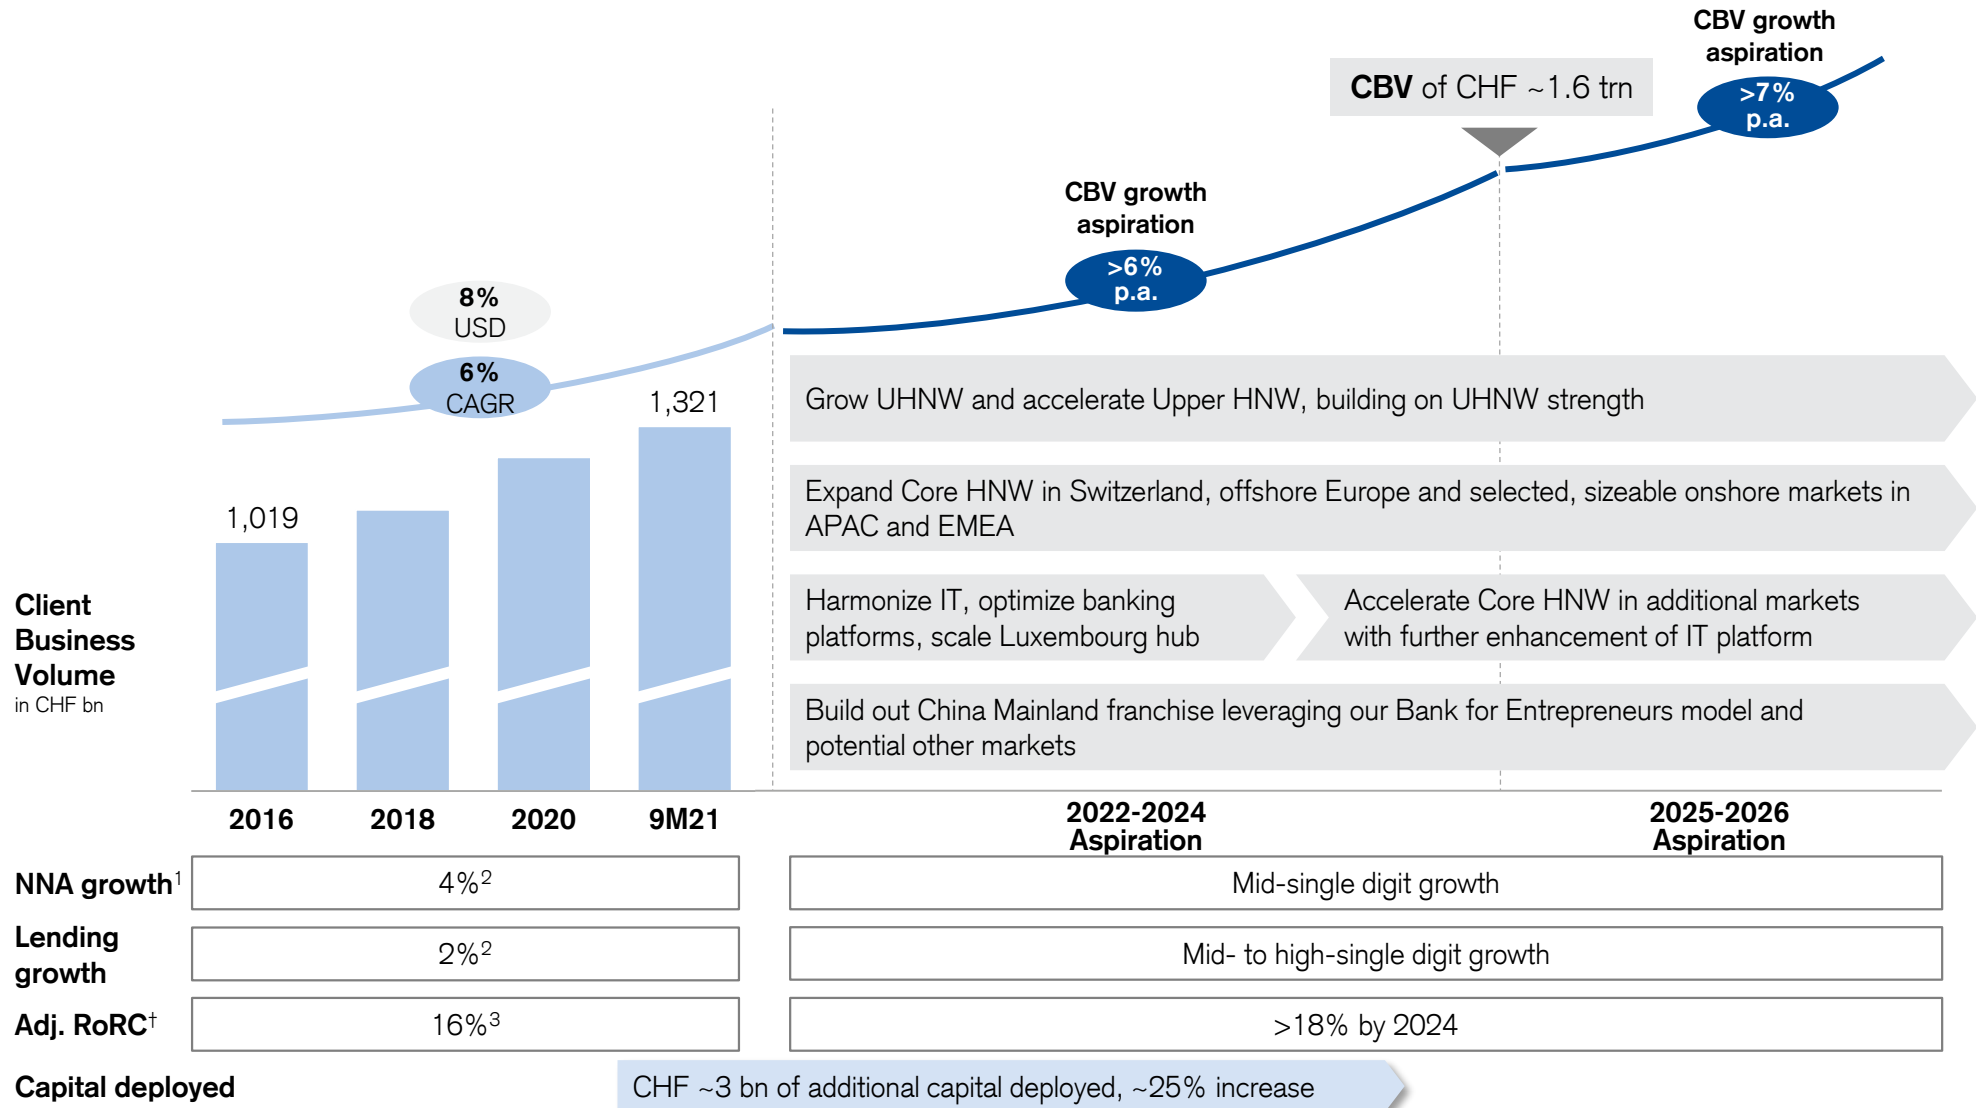 CBV growth
aspiration
>7%
p.a.
CBV of CHF ~1.6 trn
CBV growth
aspiration
>6%
p.a.
8%
USD
6%
CAGR
1,321
1,019
Client
Business
Volume
in CHF bn
Grow UHNW and accelerate Upper HNW, building on UHNW strength
Expand Core HNW in Switzerland, offshore Europe and selected, sizeable onshore markets in
APAC and EMEA
Harmonize IT, optimize banking
platforms, scale Luxembourg hub
Accelerate Core HNW in additional markets
with further enhancement of IT platform
Build out China Mainland franchise leveraging our Bank for Entrepreneurs model and
potential other markets
2016 2018 2020 9M21
2022-2024
Aspiration
2025-2026
Aspiration
NNA growth¹ 4%² Mid-single digit growth
Lending
growth
2%² Mid- to high-single digit growth
Adj. RoRC† 16%³ >18% by 2024
Capital deployed CHF ~3 bn of additional capital deployed, ~25% increase